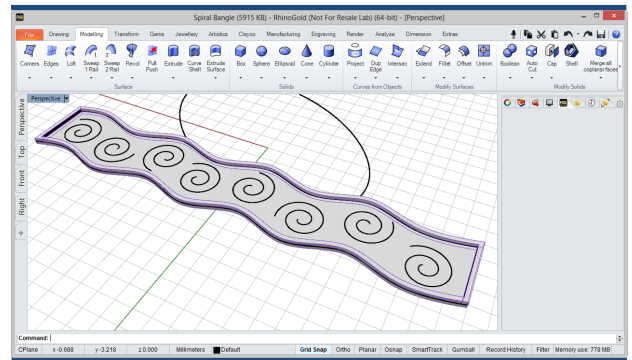 Spiral Bangle (5915 KB) - RhinoGold (Not For Resale Lab) (64-bit) - [Perspective]
File Drawing Modelling Transform Gems Jewellery Artistics Clayoo Manufacturing Engraving Render Analyse Dimension Extras
Corners Edges Loft Sweep 1 Rail Sweep 2 Rail Revol Pull Push Extrude Curve Shell Extrude Surface Box Sphere Ellipsoid Cone Cylinder Project Dup Edge Intersec Extend Fillet Offset Untrim Boolean Auto Cut Cap Shell Merge all coplanar faces
Surface Solids Curves from Objects Modify Surfaces Modify Solids
Perspective
Perspective
Top
Front
Right
Command:
CPlane x -0.688 y -3.218 z 0.000 Millimeters Default Grid Snap Ortho Planar Osnap SmartTrack Gumball Record History Filter Memory use: 778 MB